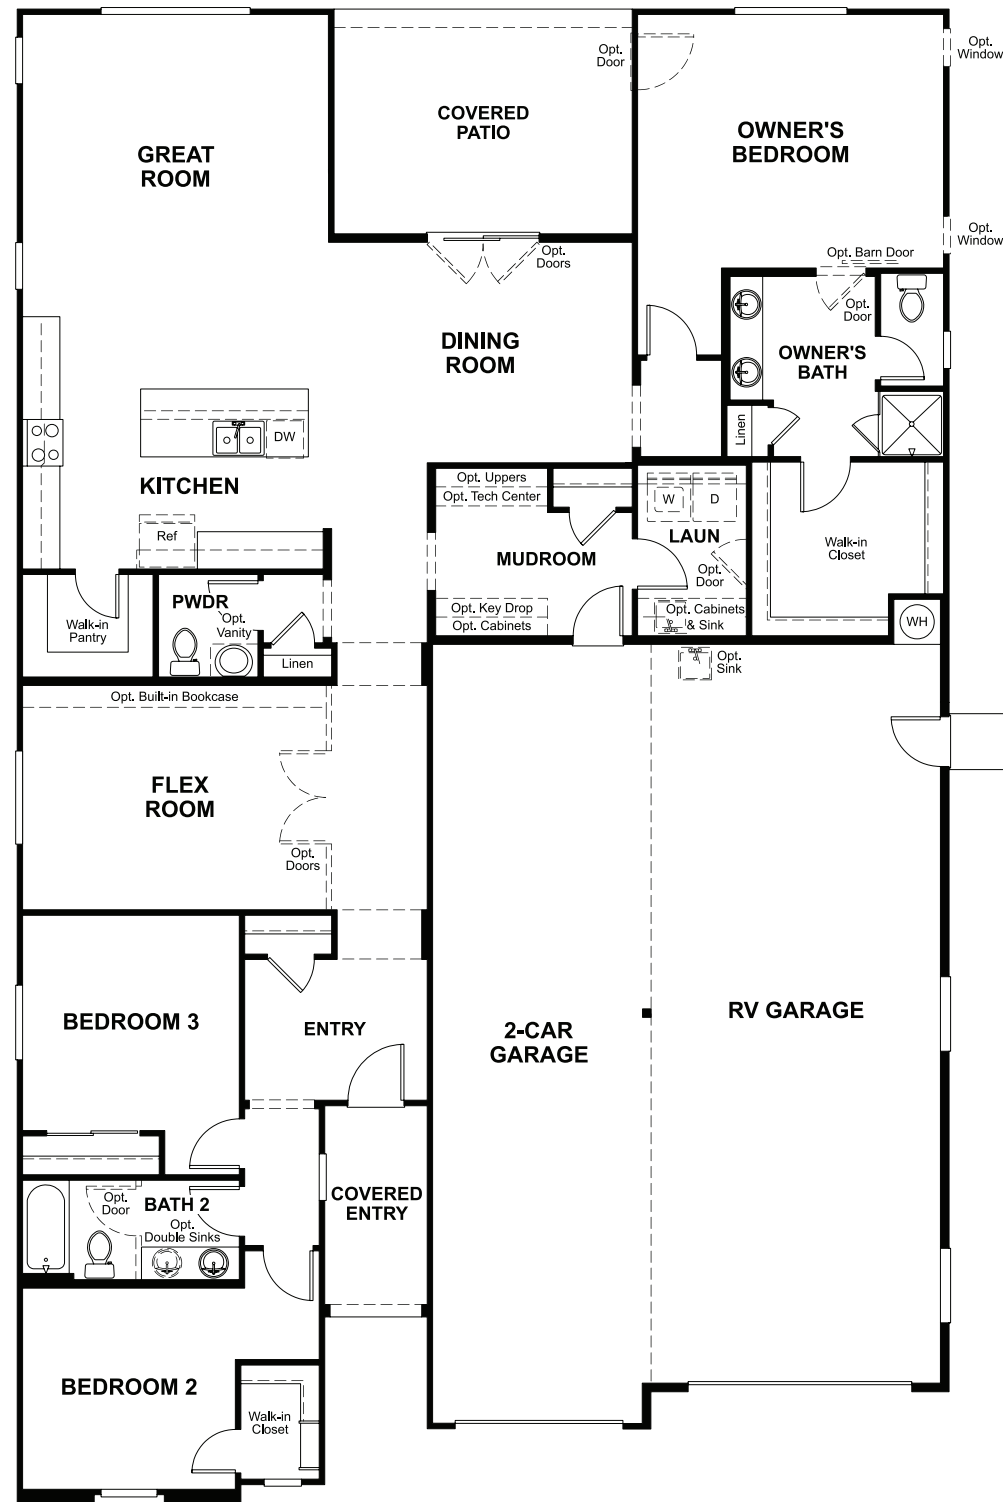 Opt.
Window
Opt.
Door
COVERED
PATIO
OWNER'S
BEDROOM
GREAT
ROOM
Opt.
Window
Opt.
Doors
Opt. Barn Door
Opt.
Door
DINING
ROOM
OWNER'S
BATH
Linen
DW
KITCHEN
Opt. Uppers
Opt. Tech Center
W
D
Ref
LAUN
MUDROOM
Opt.
Door
Walk-in
Closet
PWDR
Opt.
Vanity
Walk-in
Pantry
Linen
Opt. Key Drop
Opt. Cabinets
Opt. Cabinets
& Sink
WH
Opt.
Sink
Opt. Built-in Bookcase
FLEX
ROOM
Opt.
Doors
BEDROOM 3
ENTRY
2-CAR
GARAGE
RV GARAGE
Opt.
Door
BATH 2
Opt.
Double Sinks
COVERED
ENTRY
BEDROOM 2
Walk-in
Closet